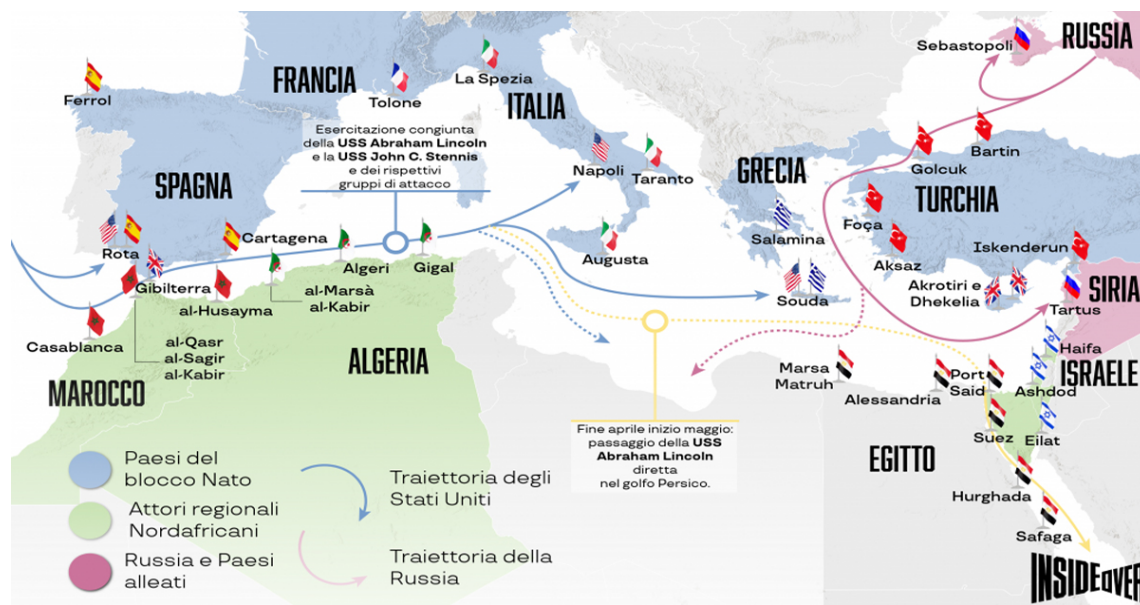 Sebastopoli
RUSSIA
FRANCIA
La Spezia
Ferrol
Tolone
ITALIA
Esercitazione congiunta
della USS Abraham Lincoln
e la USS John C. Stennis
e dei rispettivi
gruppi di attacco
Bartin
Golcuk
Napoli
Taranto
GRECIA
SPAGNA
TURCHIA
Foça
Salamina
Cartagena
Rota
Augusta
Iskenderun
Aksaz
Algeri
Gigal
Gibilterra
Akrotiri e
Dhekelia
SIRIA
Souda
Tartus
al-Marsà
al-Kabir
al-Husayma
Casablanca
al-Qasr
al-Sagir
al-Kabir
Haifa
ALGERIA
Marsa
Matruh
Port
Said
ISRAELE
MAROCCO
Alessandria
Ashdod
Suez
Eilat
Fine aprile inizio maggio:
passaggio della USS
Abraham Lincoln
diretta
nel golfo Persico.
EGITTO
Hurghada
Safaga
Paesi del
blocco Nato
Traiettoria degli
Stati Uniti
Attori regionali
Nordafricani
Russia e Paesi
alleati
Traiettoria della
Russia
INSIDEOVER